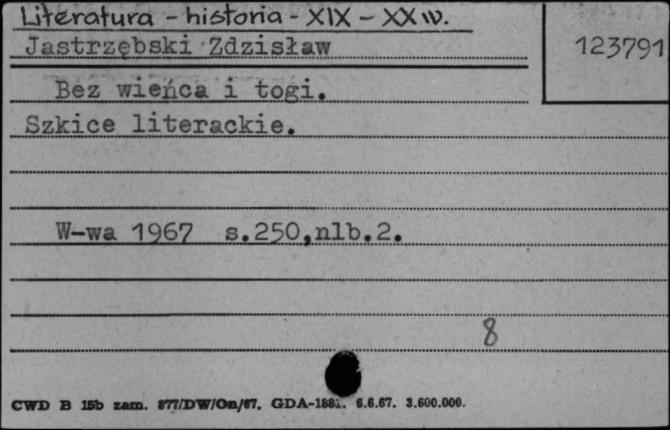 Literatura - historia - XIX - XX w.
Jastrzębski Zdzisław
123791
Bez wieńca i togi.
Szkice literackie.
W-wa 1967 s.250,nlb.2.
8
CWD B 15b zam. 877/DW/On/67. GDA-1881. 6.6.67. 3.600.000.